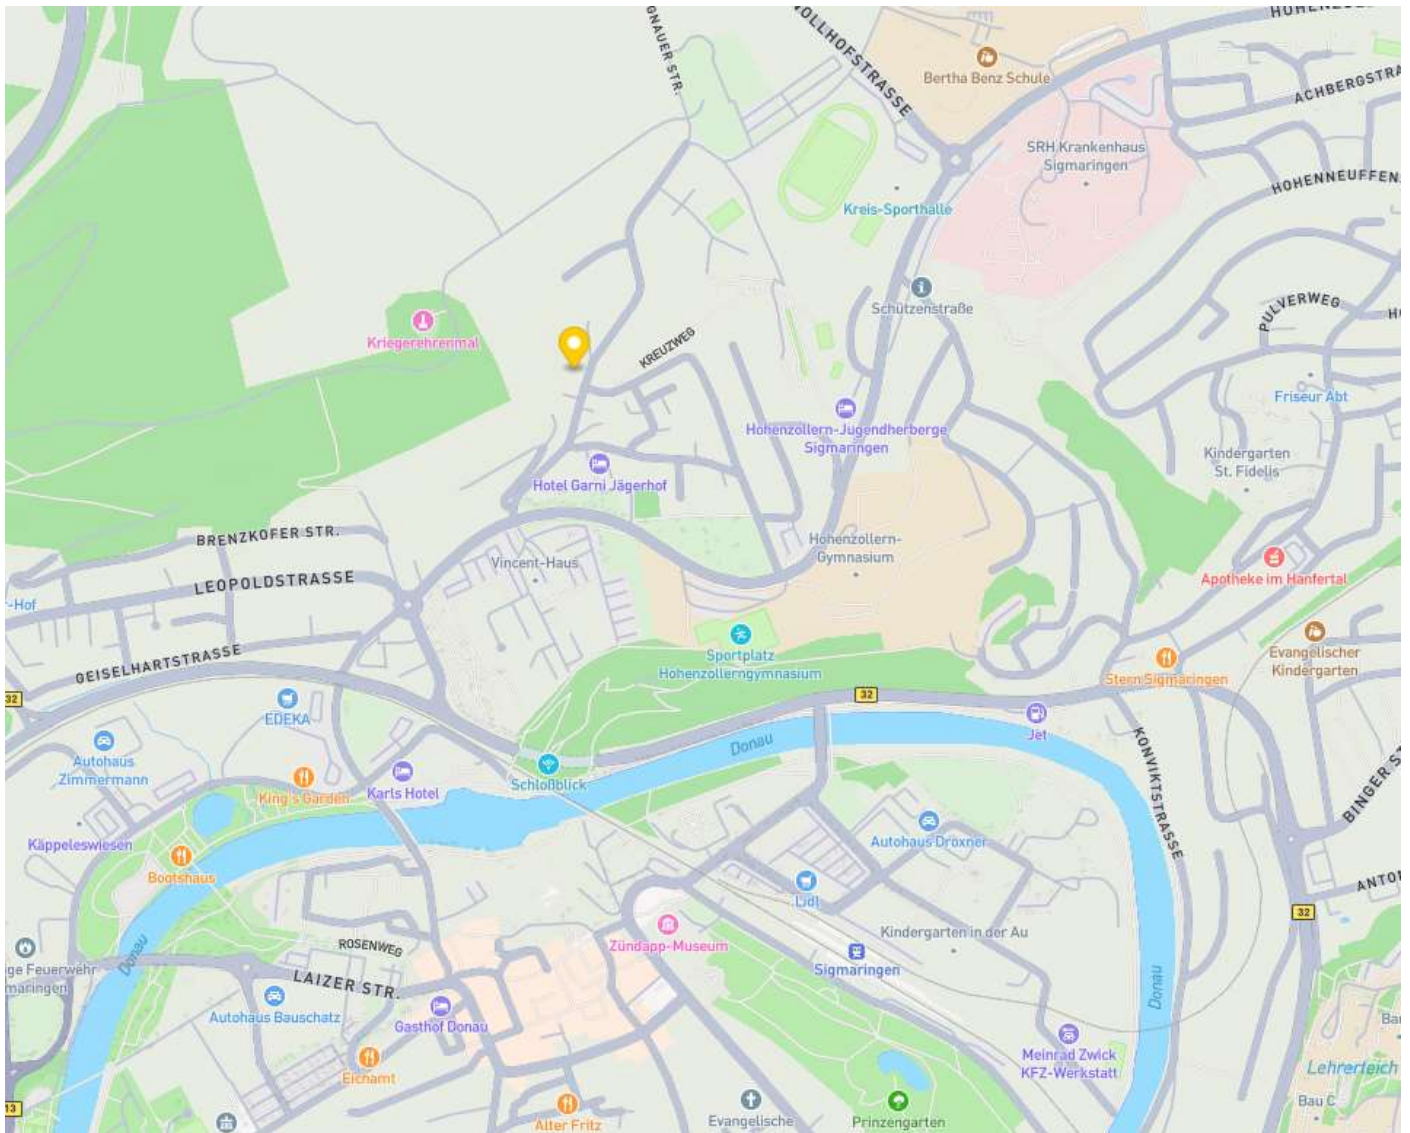 GNAUER STR.
VOLLHOFSTRASSE
Bertha Benz Schule
ACHBERGSTRA
SRH Krankenhaus
Sigmaringen
HOHENNEUFFEN
Kreis-Sporthalle
Schützenstraße
PULVERWEG
Kriegerehrenmal
KREUZWEG
Friseur Abt
Hohenzollern-Jugendherberge
Sigmaringen
Kindergarten
St. Fidelis
Hotel Garni Jägerhof
BRENZKOFER STR.
Vincent-Haus
Hohenzollern-
Gymnasium
LEOPOLDSTRASSE
Apotheke im Hanfertal
r-Hof
GEISELHARTSTRASSE
Sportplatz
Hohenzollerngymnasium
Stern Sigmaringen
Evangelischer
Kindergarten
32
32
EDEKA
Jet
Donau
Autohaus
Zimmermann
King's Garden
Karls Hotel
Schloßblick
KONVIKTSTRASSE
BINGER ST
Käppeleswiesen
Autohaus Droxner
Bootshaus
Lidl
ANTO
32
Zündapp-Museum
Kindergarten in der Au
ROSENWEG
Donau
Sigmaringen
ge Feuerwehr
maringen
LAIZER STR.
Donau
Autohaus Bauschatz
Gasthof Donau
Meinrad Zwick
KFZ-Werkstatt
Eichamt
Lehrerteich
Bau C
13
Alter Fritz
Evangelische
Prinzengarten